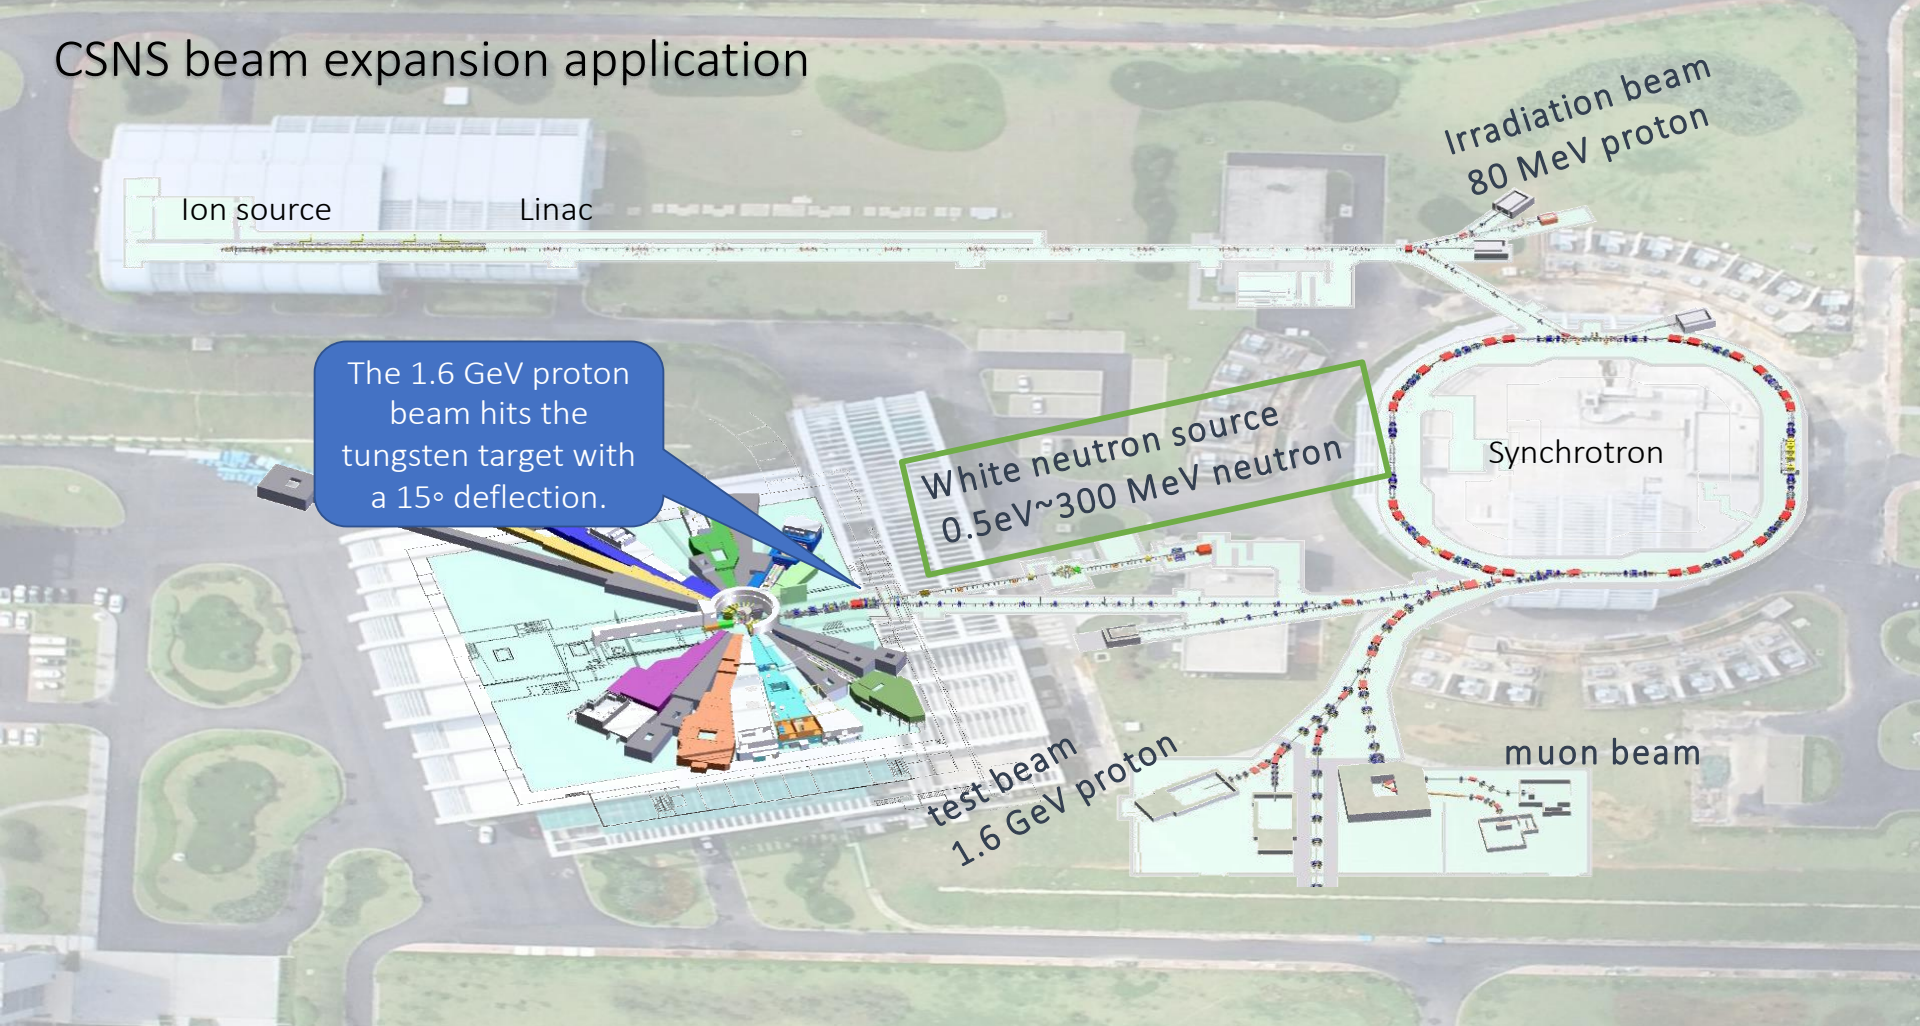 CSNS beam expansion application
Irradiation beam
80 MeV proton
Ion source
Linac
The 1.6 GeV proton
beam hits the
tungsten target with
a 15∘ deflection.
White neutron source
0.5eV~300 MeV neutron
Synchrotron
test beam
1.6 GeV proton
muon beam